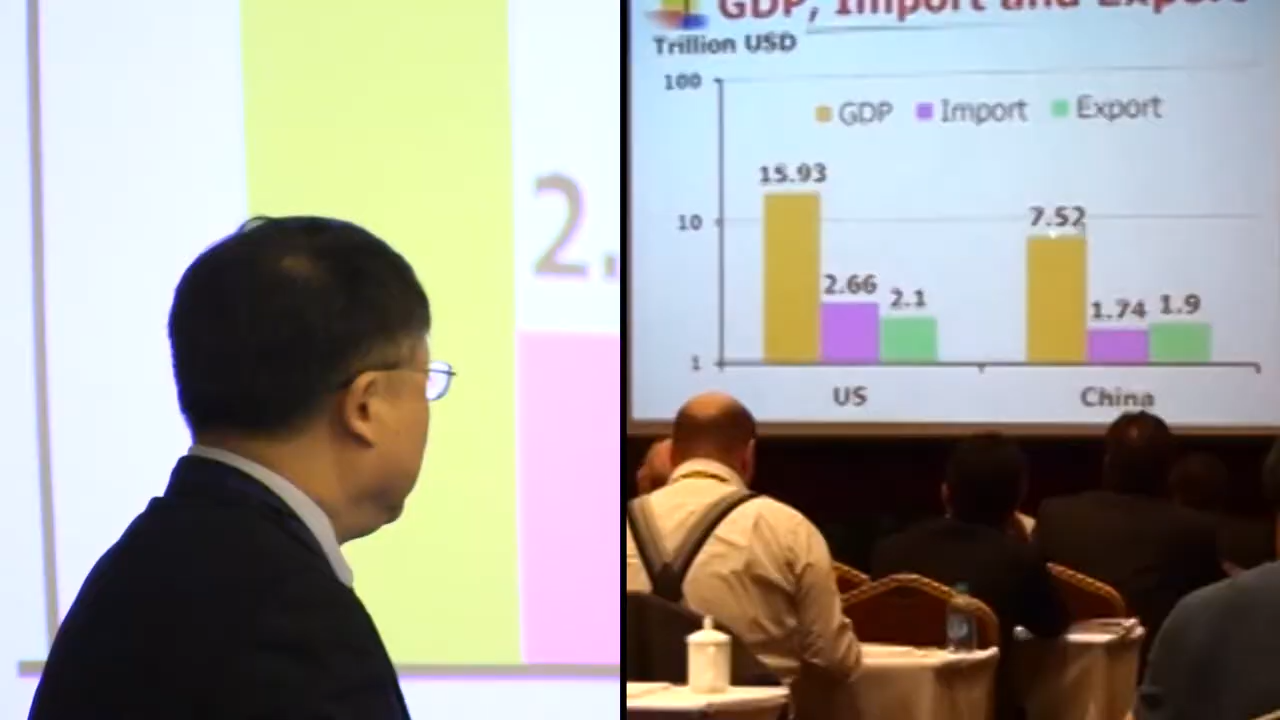 2.
GDP, Import and Export
Trillion USD
100
GDP Import Export
15.93
10
7.52
2.66
2.1
1.74
1.9
1
US
China